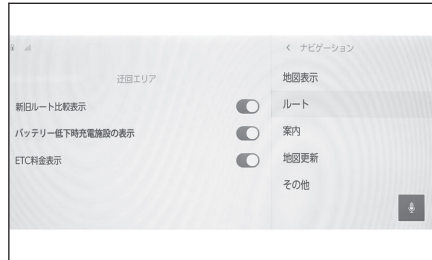 迂回エリア
新旧ルート比較表示
バッテリー低下時充電施設の表示
ETC料金表示
ナビゲーション
地図表示
ルート
案内
地図更新
その他